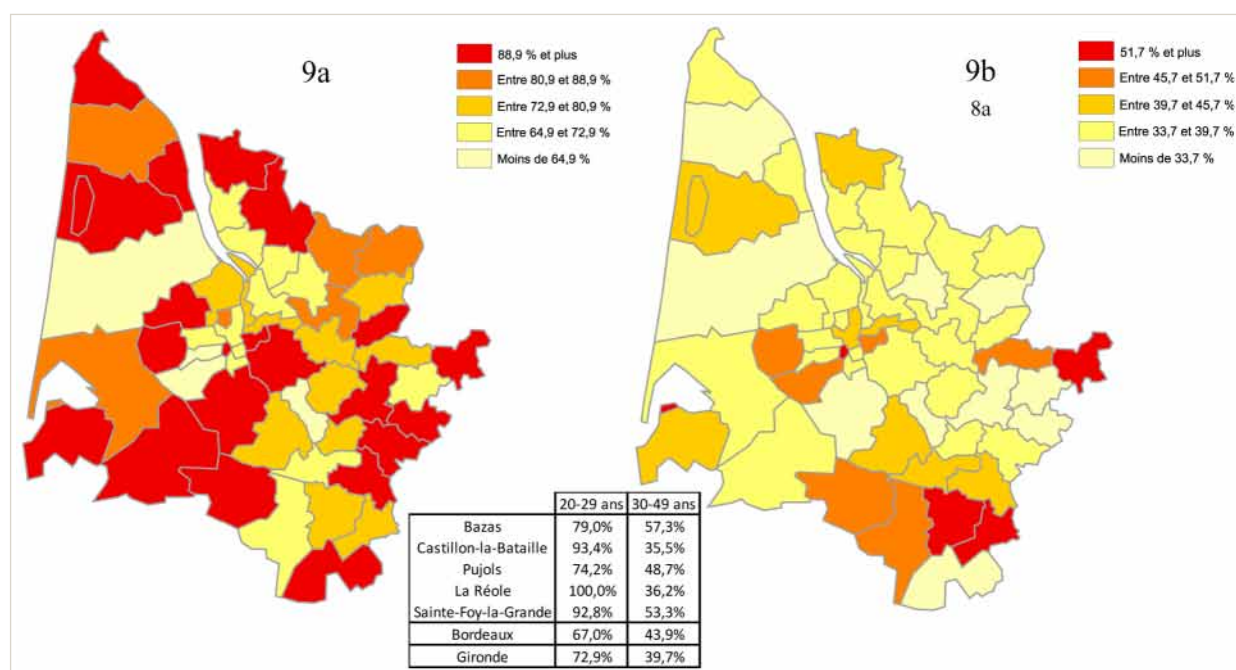 9a
88,9 % et plus
Entre 80,9 et 88,9 %
Entre 72,9 et 80,9 %
Entre 64,9 et 72,9 %
Moins de 64,9 %
9b
8a
51,7 % et plus
Entre 45,7 et 51,7 %
Entre 39,7 et 45,7 %
Entre 33,7 et 39,7 %
Moins de 33,7 %
20-29 ans 30-49 ans
Bazas 79,0% 57,3%
Castillon-la-Bataille 93,4% 35,5%
Pujols 74,2% 48,7%
La Réole 100,0% 36,2%
Sainte-Foy-la-Grande 92,8% 53,3%
Bordeaux 67,0% 43,9%
Gironde 72,9% 39,7%